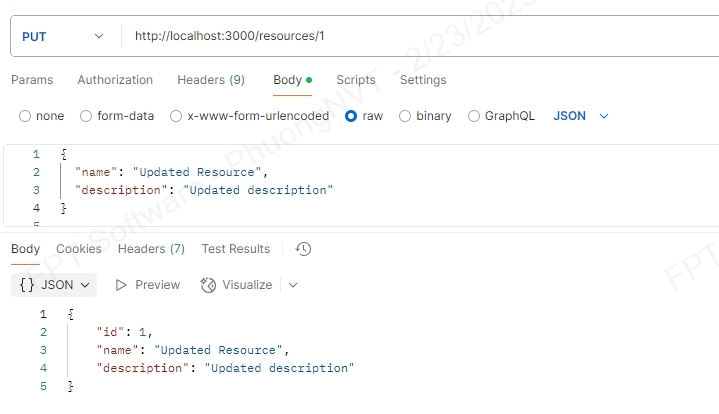 PUT http://localhost:3000/resources/1
Params Authorization Headers (9) Body Scripts Settings
none form-data x-www-form-urlencoded raw binary GraphQL JSON
1 {
2 "name": "Updated Resource",
3 "description": "Updated description"
4 }
5
Body Cookies Headers (7) Test Results
{} JSON Preview Visualize
1 {
2 "id": 1,
3 "name": "Updated Resource",
4 "description": "Updated description"
5 }
FPT Software - PhuongNVT - 2/23/2025
FPT